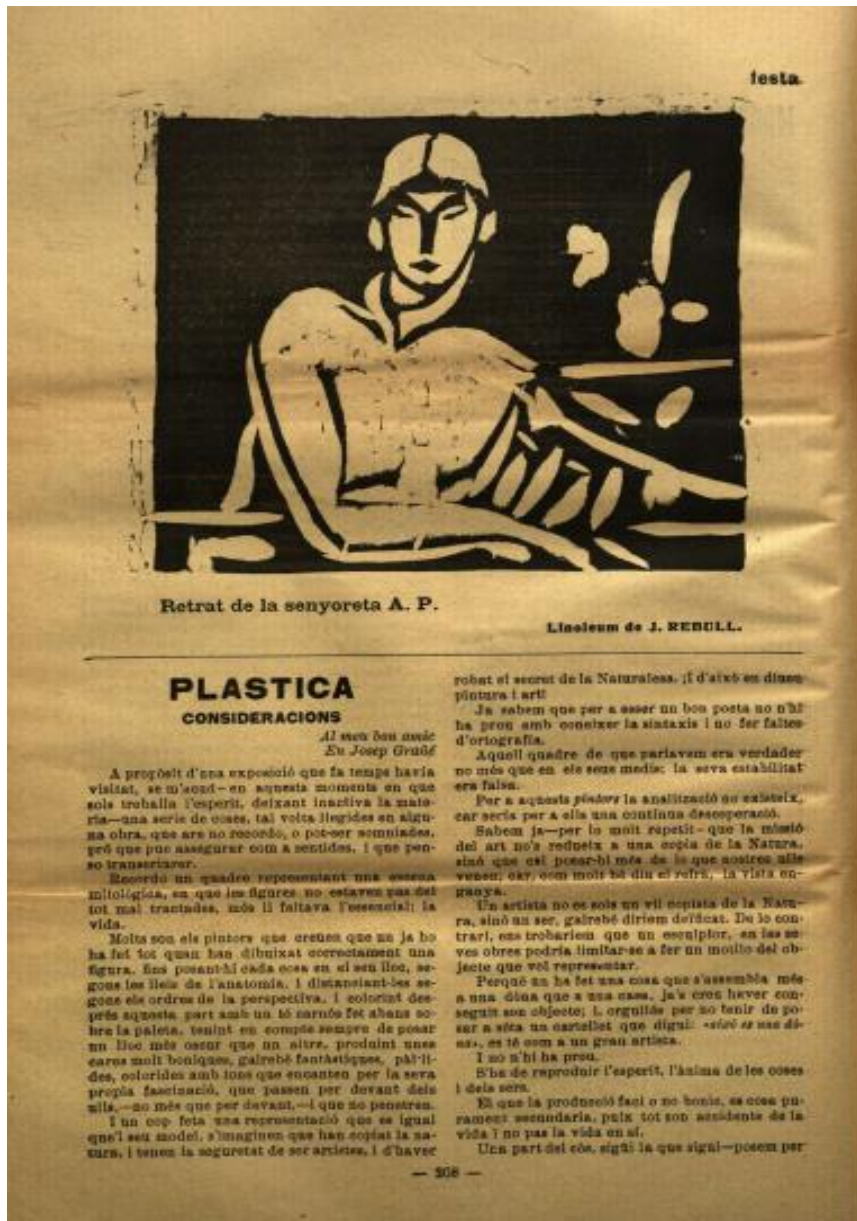 festa
Retrat de la senyoreta A. P.
Linoleum de J. REBULL.
PLASTICA
CONSIDERACIONS
Al meu bon amic
En Josep Grañé
A propòsit d'una exposició que fa temps havia
visitat, se m'acud—en aquests moments en que
sols treballa l'esperit, deixant inactiva la mate-
ria—una serie de coses, tal volta llegides en algu-
na obra, que are no recordo, o pot-ser somniades,
prò que puc assegurar com a sentides, i que pen-
so transcriurer.
Recordo un quadre representant una escena
mitològica, en que les figures no estaven pas del
tot mal tractades, més li faltava l'essencial: la
vida.
Molts son els pintors que creuen que un ja ho
ha fet tot quan han dibuixat correctament una
figura, fins posant-hi cada cosa en el seu lloc, se-
gons les lleis de l'anatomia, i distanciant-les se-
gons els ordres de la perspectiva, i colorint des-
prés aquesta part amb un tó carnós fet abans so-
bre la paleta, tenint en compte sempre de posar
un lloc més oscur que un altre, produint unes
cares molt boniques, gairebé fantàstiques, pàl·li-
des, colorides amb tons que encanten per la seva
propia fascinació, que passen per devant dels
ulls,—no més que per devant,—i que no penetren.
I un cop feta una representació que es igual
que'l seu model, s'imaginen que han copiat la na-
tura, i tenen la seguretat de ser artistes, i d'haver
robat el secret de la Naturalesa. ¡I d'això en diuen
pintura i art!
Ja sabem que per a esser un bon poeta no n'hi
ha prou amb coneixer la sintaxis i no fer faltes
d'ortografia.
Aquell quadre de que parlavem era verdader
no més que en els seus medis; la seva estabilitat
era falsa.
Per a aquests pintors la analització no existeix,
car seria per a ells una continua desesperació.
Sabem ja—per lo molt repetit—que la missió
del art no's redueix a una copia de la Natura,
sinó que cal posar-hi més de lo que nostres ulls
veuen; car, com molt bé diu el refrà, la vista en-
ganya.
Un artista no es sols un vil copista de la Natu-
ra, sinó un ser, gairebé diriem deïficat. De lo con-
trari, ens trobariem que un esculptor, en les se-
ves obres podria limitar-se a fer un motllo del ob-
jecte que vol representar.
Perquè un ha fet una cosa que s'assembla més
a una dòna que a una casa, ja's creu haver con-
seguit son objecte; i, orgullós per no tenir de po-
sar a sóta un cartellet que digui: «això es una dò-
na», es té com a un gran artista.
I no n'hi ha prou.
S'ha de reproduir l'esperit, l'ànima de les coses
i dels sers.
El que la producció faci o no bonic, es cosa pu-
rament secundaria, puix tot son accidents de la
vida i no pas la vida en sí.
Una part del còs, sigui la que sigui—posem per
— 208 —